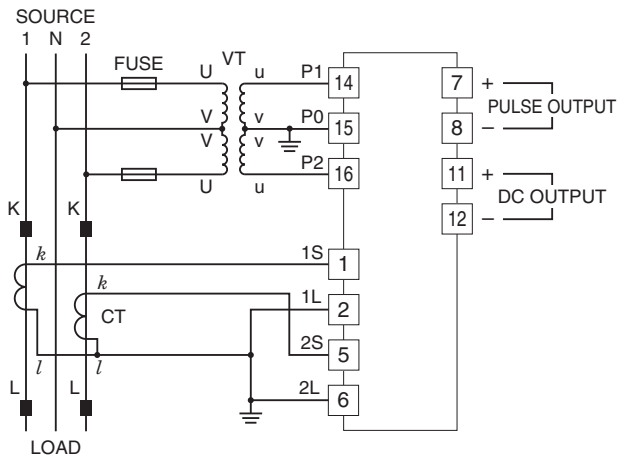 SOURCE
1 N 2
FUSE
VT
U u P1 14 7 +
PULSE OUTPUT
V v P0 15 8 −
V v
U u P2 16 11 +
DC OUTPUT
12 −
K K
k 1S 1
k 1L 2
CT
2S 5
l l
L L 2L 6
LOAD